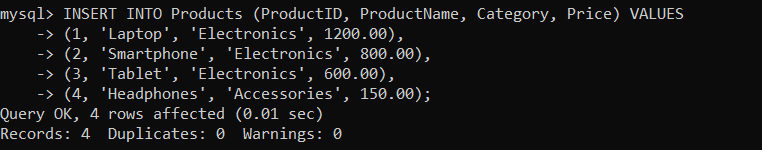 mysql> INSERT INTO Products (ProductID, ProductName, Category, Price) VALUES
    -> (1, 'Laptop', 'Electronics', 1200.00),
    -> (2, 'Smartphone', 'Electronics', 800.00),
    -> (3, 'Tablet', 'Electronics', 600.00),
    -> (4, 'Headphones', 'Accessories', 150.00);
Query OK, 4 rows affected (0.01 sec)
Records: 4  Duplicates: 0  Warnings: 0